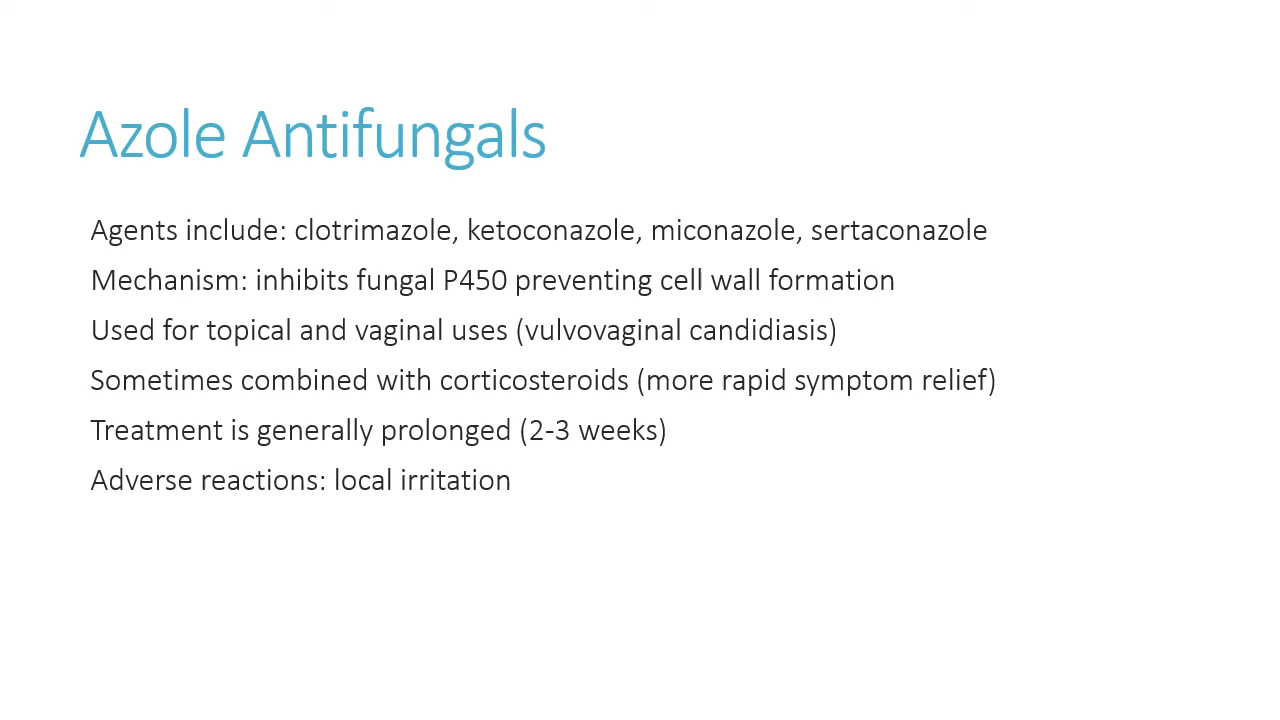 Azole Antifungals
Agents include: clotrimazole, ketoconazole, miconazole, sertaconazole
Mechanism: inhibits fungal P450 preventing cell wall formation
Used for topical and vaginal uses (vulvovaginal candidiasis)
Sometimes combined with corticosteroids (more rapid symptom relief)
Treatment is generally prolonged (2-3 weeks)
Adverse reactions: local irritation